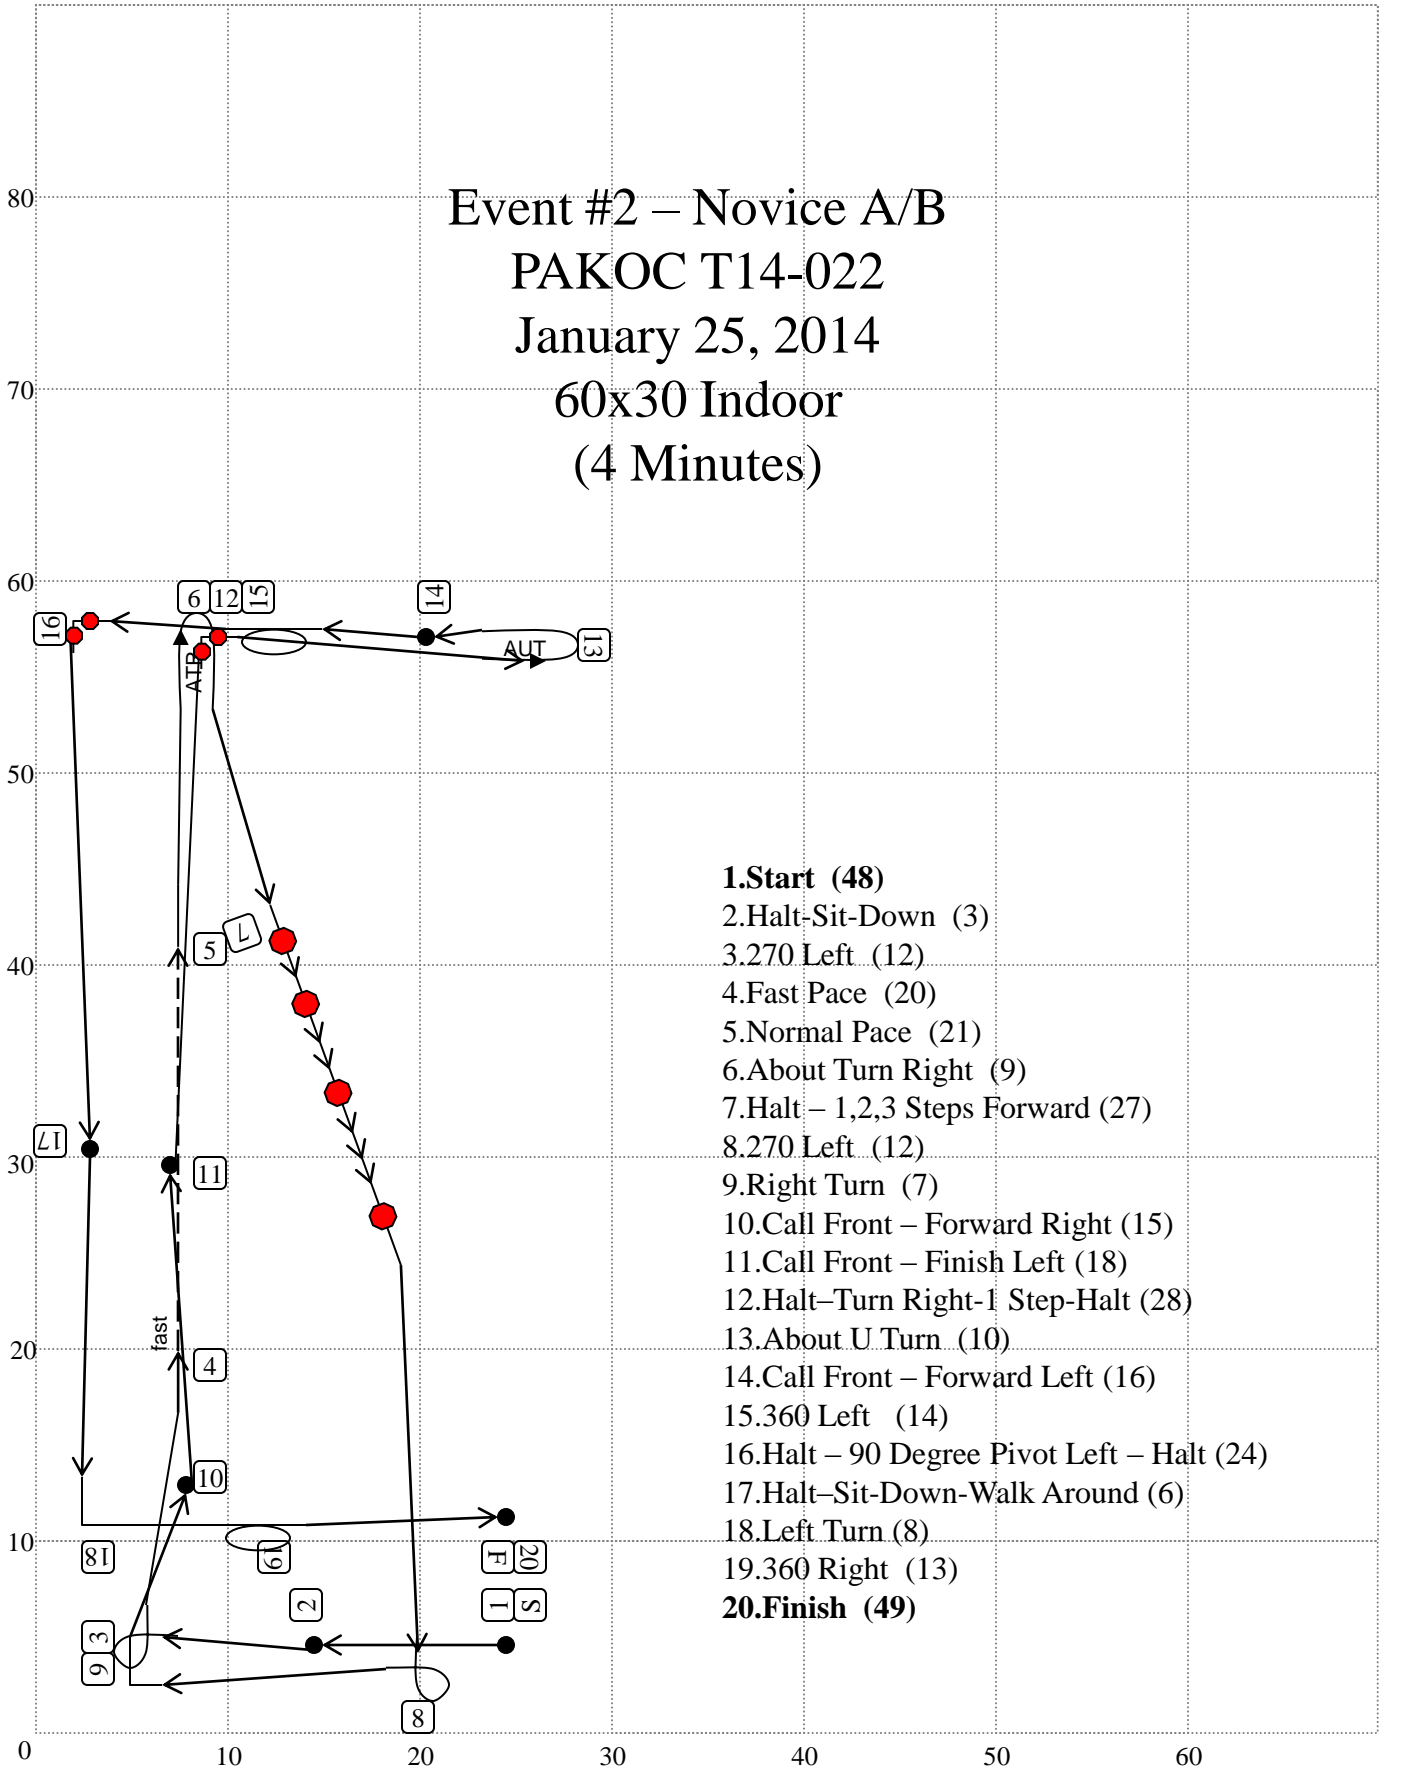 Event #2 – Novice A/B
PAKOC T14-022
January 25, 2014
60x30 Indoor
(4 Minutes)
80
70
60
50
40
30
20
10
0
10
20
30
40
50
60
6
12
15
14
16
13
AUT
ATR
5
7
17
11
fast
4
10
18
19
F
20
2
1
S
3
9
8
1.Start (48)
2.Halt-Sit-Down (3)
3.270 Left (12)
4.Fast Pace (20)
5.Normal Pace (21)
6.About Turn Right (9)
7.Halt – 1,2,3 Steps Forward (27)
8.270 Left (12)
9.Right Turn (7)
10.Call Front – Forward Right (15)
11.Call Front – Finish Left (18)
12.Halt–Turn Right-1 Step-Halt (28)
13.About U Turn (10)
14.Call Front – Forward Left (16)
15.360 Left (14)
16.Halt – 90 Degree Pivot Left – Halt (24)
17.Halt–Sit-Down-Walk Around (6)
18.Left Turn (8)
19.360 Right (13)
20.Finish (49)